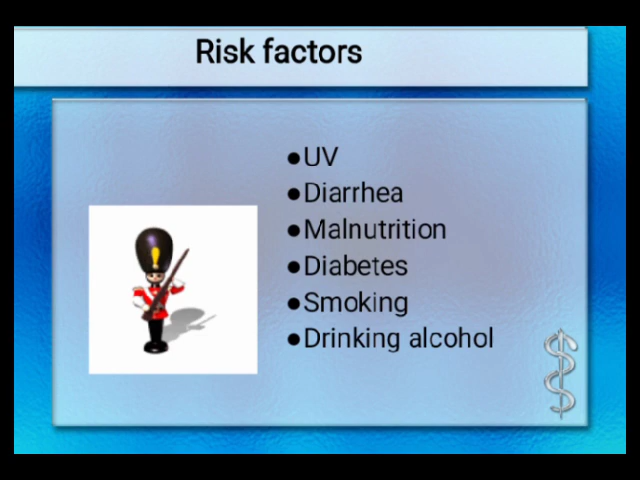 Risk factors
●UV
●Diarrhea
●Malnutrition
●Diabetes
●Smoking
●Drinking alcohol